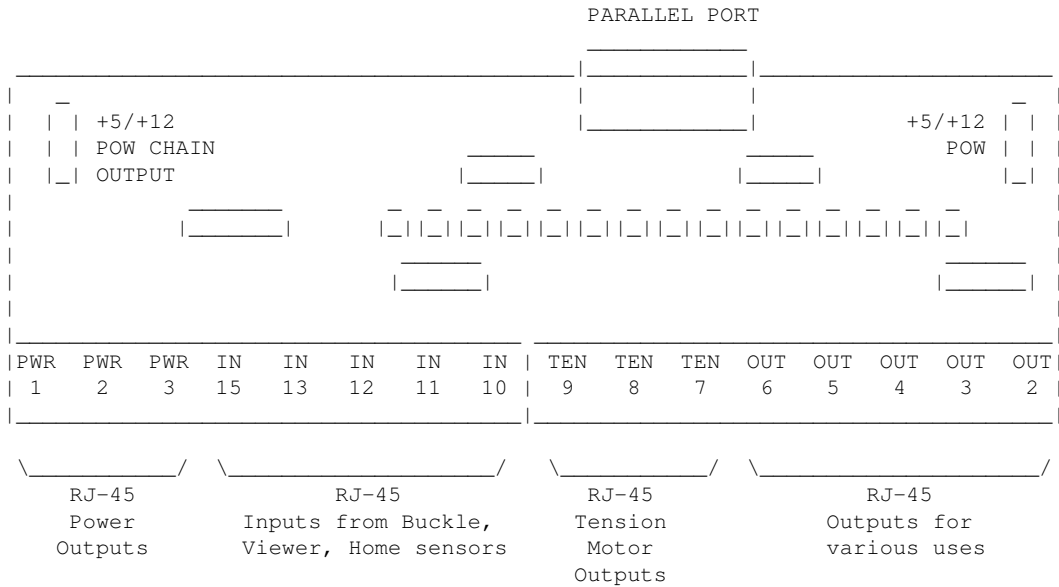 PARALLEL PORT
+5/+12 +5/+12
POW CHAIN POW
OUTPUT
PWR PWR PWR IN IN IN IN IN TEN TEN TEN OUT OUT OUT OUT OUT
1 2 3 15 13 12 11 10 9 8 7 6 5 4 3 2
RJ-45 RJ-45 RJ-45 RJ-45
Power Inputs from Buckle, Tension Outputs for
Outputs Viewer, Home sensors Motor various uses
Outputs